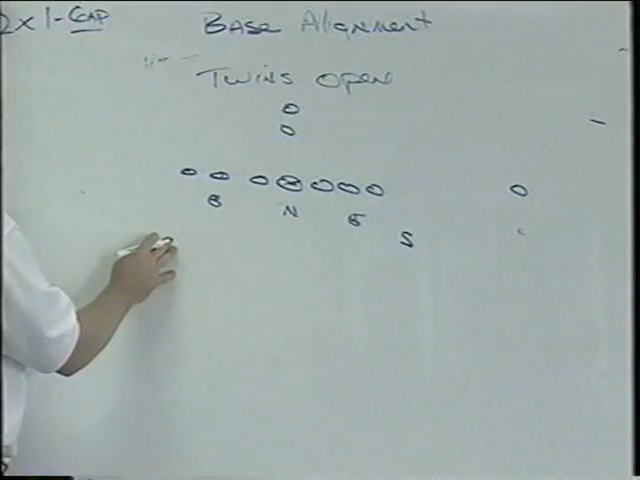 2x1-Gap
Base Alignment
Twins Open
B N E
S